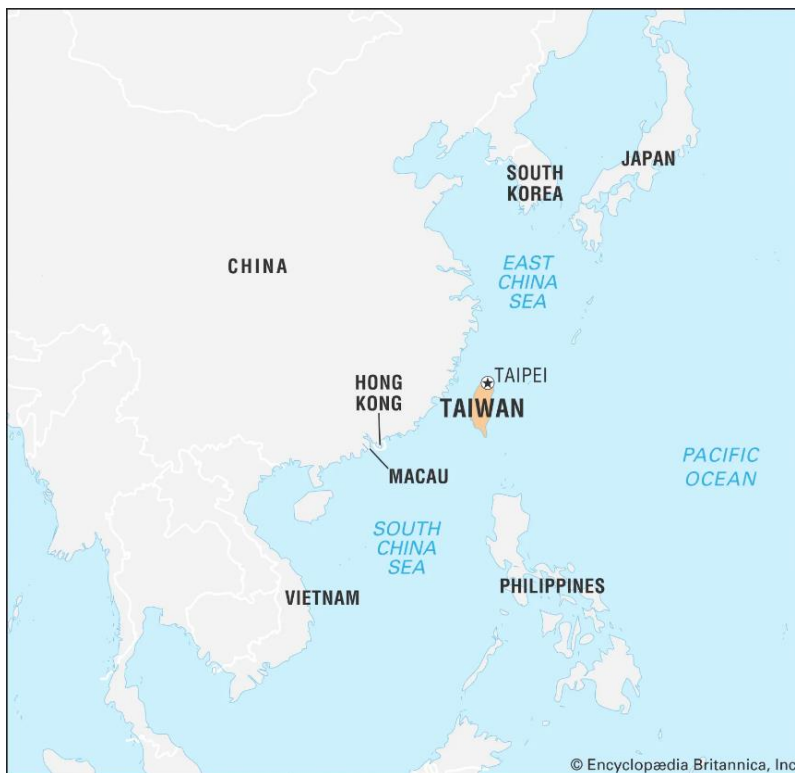 SOUTH
KOREA
JAPAN
CHINA
EAST
CHINA
SEA
TAIPEI
HONG
KONG
TAIWAN
MACAU
PACIFIC
OCEAN
SOUTH
CHINA
SEA
VIETNAM
PHILIPPINES
© Encyclopædia Britannica, Inc